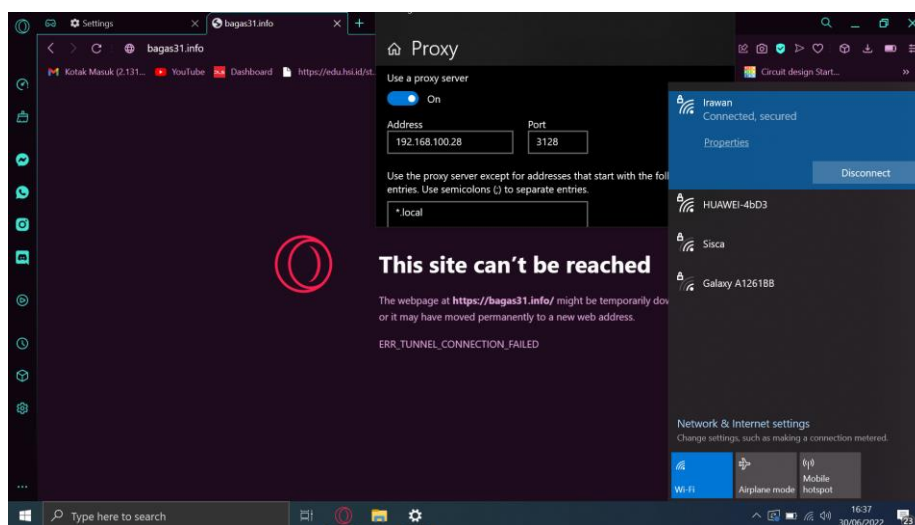 Settings
bagas31.info
bagas31.info
Kotak Masuk (2.131...
YouTube
Dashboard
https://edu.hsi.id/st.
Circuit design Start...
Proxy
Use a proxy server
On
Address Port
192.168.100.28 3128
Use the proxy server except for addresses that start with the foll
entries. Use semicolons (;) to separate entries.
*.local
This site can't be reached
The webpage at https://bagas31.info/ might be temporarily dow
or it may have moved permanently to a new web address.
ERR_TUNNEL_CONNECTION_FAILED
Irawan
Connected, secured
Properties
Disconnect
HUAWEI-4bD3
Sisca
Galaxy A1261BB
Network & Internet settings
Change settings, such as making a connection metered.
Wi-Fi
Airplane mode
Mobile
hotspot
Type here to search
16:37
30/06/2022
23